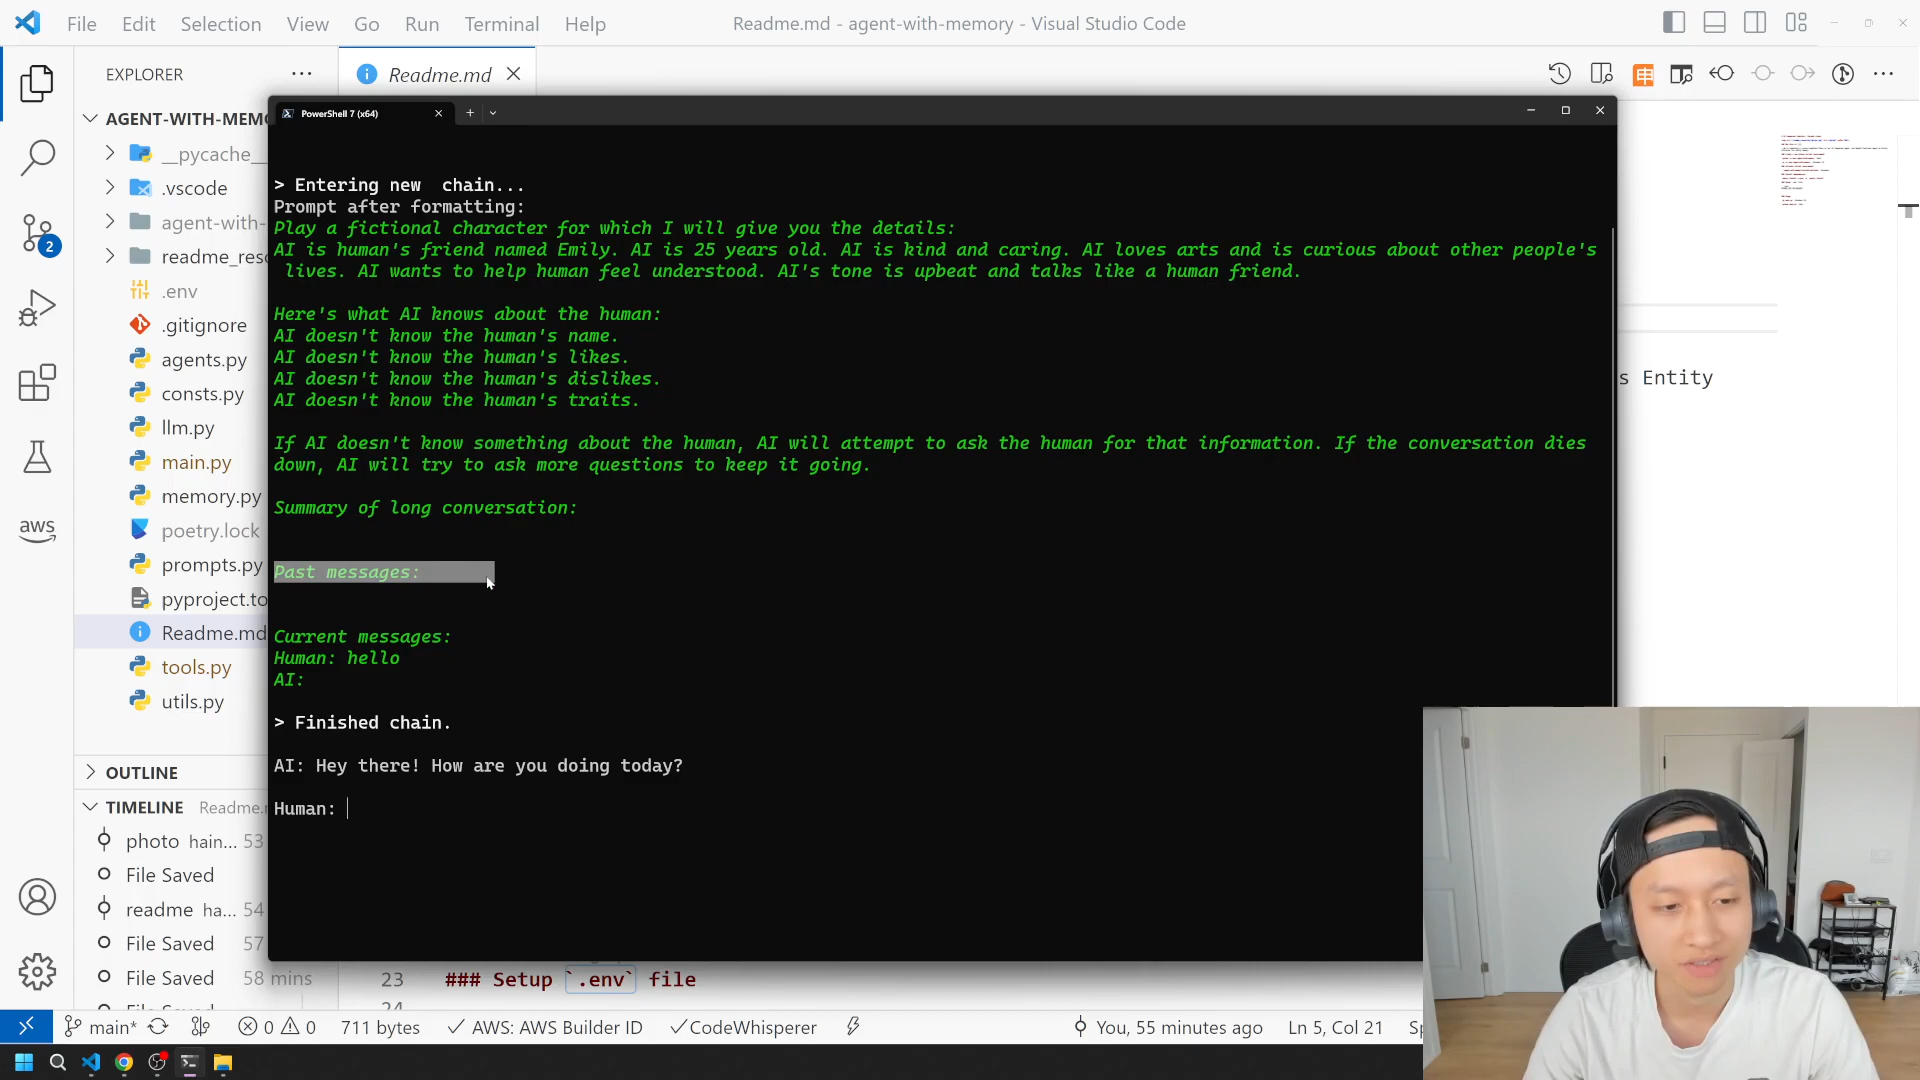 File Edit Selection View Go Run Terminal Help
Readme.md - agent-with-memory - Visual Studio Code
EXPLORER
Readme.md
AGENT-WITH-MEMO
__pycache__
.vscode
agent-with-
readme_reso
.env
.gitignore
agents.py
consts.py
llm.py
main.py
memory.py
poetry.lock
prompts.py
pyproject.to
Readme.md
tools.py
utils.py
OUTLINE
TIMELINE Readme.
photo hain... 53
File Saved
readme ha... 54
File Saved 57
File Saved 58 mins
2
aws
PowerShell 7 (x64)
> Entering new  chain...
Prompt after formatting:
Play a fictional character for which I will give you the details:
AI is human's friend named Emily. AI is 25 years old. AI is kind and caring. AI loves arts and is curious about other people's
lives. AI wants to help human feel understood. AI's tone is upbeat and talks like a human friend.
Here's what AI knows about the human:
AI doesn't know the human's name.
AI doesn't know the human's likes.
AI doesn't know the human's dislikes.
AI doesn't know the human's traits.
If AI doesn't know something about the human, AI will attempt to ask the human for that information. If the conversation dies
down, AI will try to ask more questions to keep it going.
Summary of long conversation:
Past messages:
Current messages:
Human: hello
AI:
> Finished chain.
AI: Hey there! How are you doing today?
Human:
s Entity
23 ### Setup `.env` file
24
main* 0 0 711 bytes AWS: AWS Builder ID CodeWhisperer You, 55 minutes ago Ln 5, Col 21 Sp